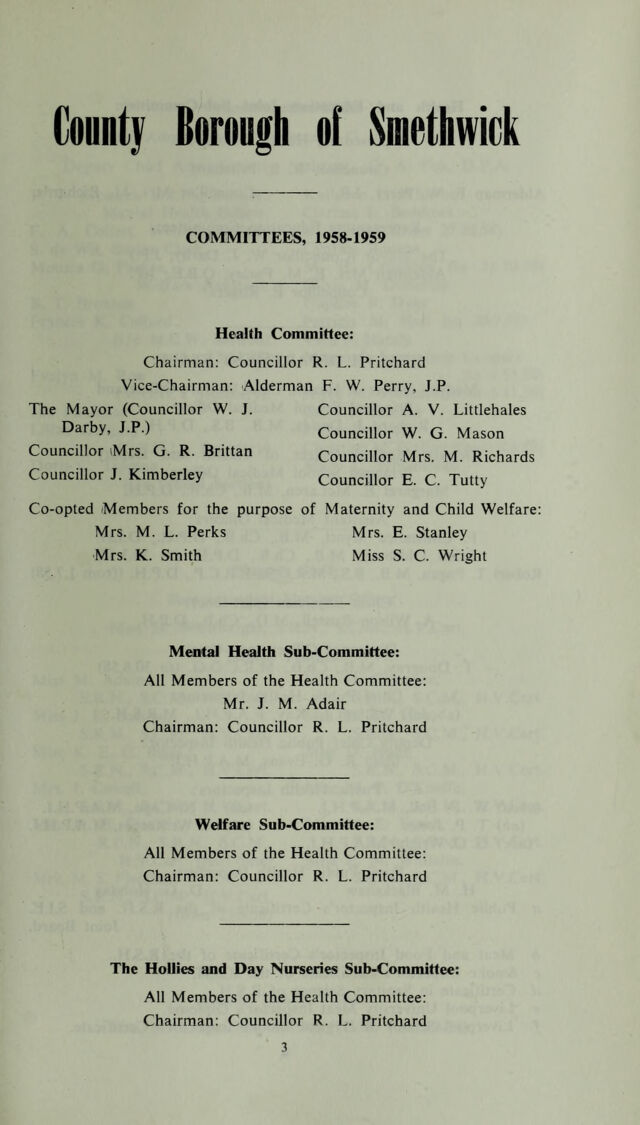 County Borough of Smethwick
COMMITTEES, 1958-1959
Health Committee:
Chairman: Councillor R. L. Pritchard
Vice-Chairman: Alderman F. W. Perry, J.P.
The Mayor (Councillor W. J.
Darby, J.P.)
Councillor Mrs. G. R. Brittan
Councillor J. Kimberley
Councillor A. V. Littlehales
Councillor W. G. Mason
Councillor Mrs. M. Richards
Councillor E. C. Tutty
Co-opted Members for the purpose of Maternity and Child Welfare:
Mrs. M. L. Perks
Mrs. K. Smith
Mrs. E. Stanley
Miss S. C. Wright
Mental Health Sub-Committee:
All Members of the Health Committee:
Mr. J. M. Adair
Chairman: Councillor R. L. Pritchard
Welfare Sub-Committee:
All Members of the Health Committee:
Chairman: Councillor R. L. Pritchard
The Hollies and Day Nurseries Sub-Committee:
All Members of the Health Committee:
Chairman: Councillor R. L. Pritchard
3